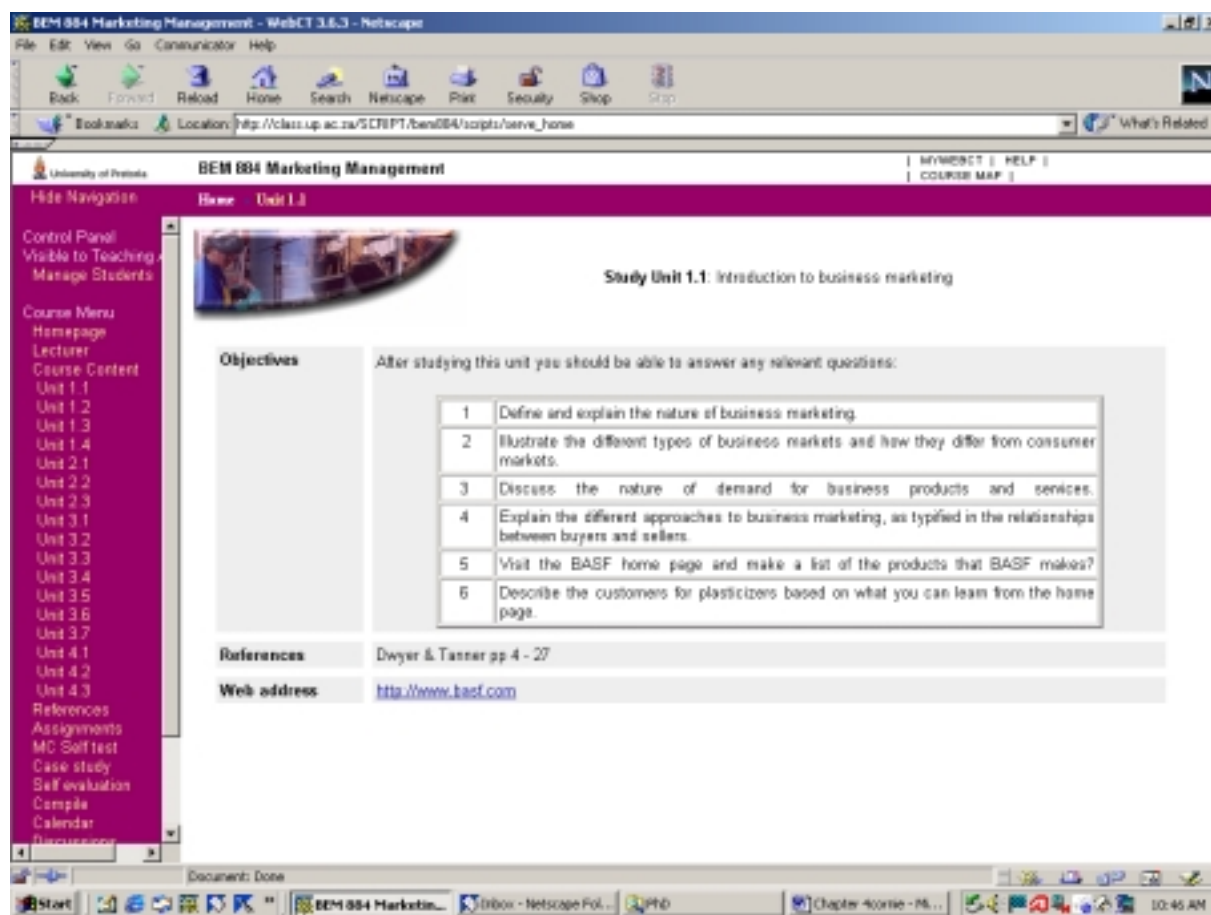 BEM 884 Marketing Management - WebCT 3.6.3 - Netscape
File Edit View Go Communicator Help
Back Forward Reload Home Search Netscape Print Security Shop Stop
Bookmarks Location: http://class.up.ac.za/SCRIPT/bem884/scripts/serve_home What's Related
University of Pretoria BEM 884 Marketing Management | MYWEBCT | HELP |
| COURSE MAP |
Hide Navigation Home Unit 1.1
Control Panel
Visible to Teaching
Manage Students
Course Menu
Homepage
Lecturer
Course Content
Unit 1.1
Unit 1.2
Unit 1.3
Unit 1.4
Unit 2.1
Unit 2.2
Unit 2.3
Unit 3.1
Unit 3.2
Unit 3.3
Unit 3.4
Unit 3.5
Unit 3.6
Unit 3.7
Unit 4.1
Unit 4.2
Unit 4.3
References
Assignments
MC Self test
Case study
Self evaluation
Compile
Calendar
Discussions
Study Unit 1.1: Introduction to business marketing
Objectives After studying this unit you should be able to answer any relevant questions:
1 Define and explain the nature of business marketing.
2 Illustrate the different types of business markets and how they differ from consumer
markets.
3 Discuss the nature of demand for business products and services.
4 Explain the different approaches to business marketing, as typified in the relationships
between buyers and sellers.
5 Visit the BASF home page and make a list of the products that BASF makes?
6 Describe the customers for plasticizers based on what you can learn from the home
page.
References Dwyer & Tanner pp 4 - 27
Web address http://www.basf.com
Document: Done
Start BEM 884 Marketin... Inbox - Netscape Fol... PhD Chapter 4corrie - Mi... 10:46 AM